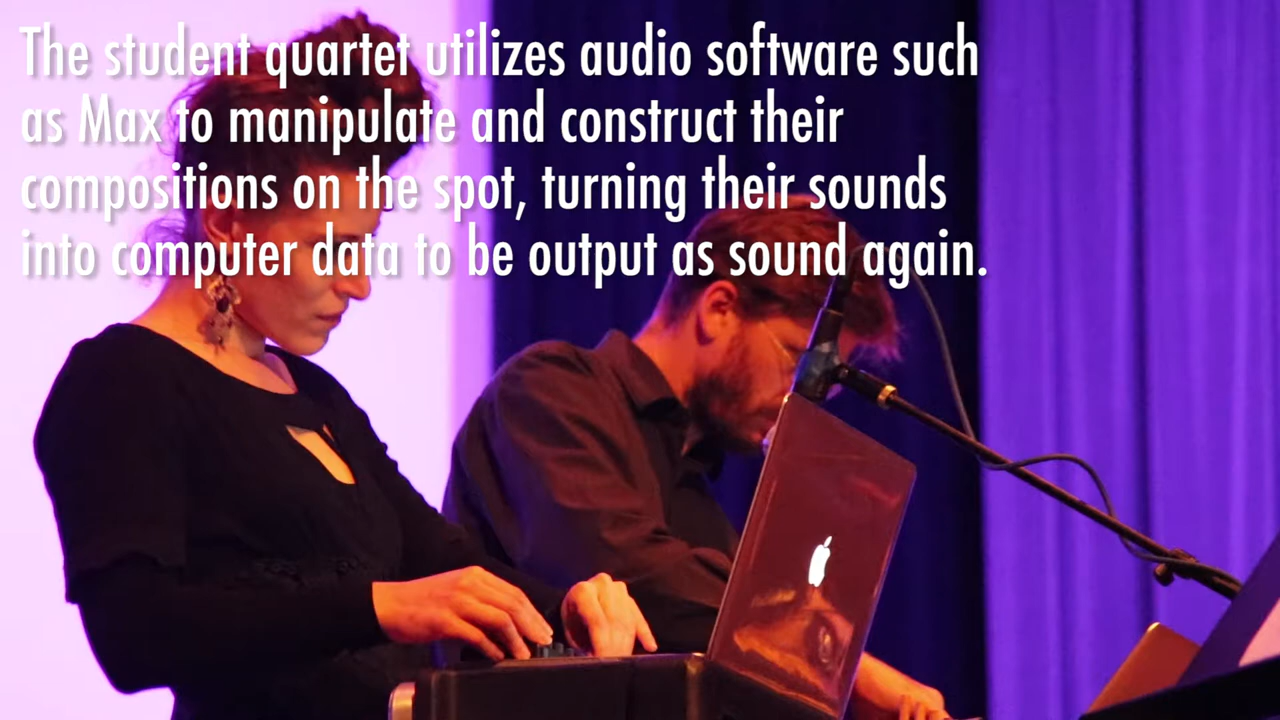 The student quartet utilizes audio software such
as Max to manipulate and construct their
compositions on the spot, turning their sounds
into computer data to be output as sound again.